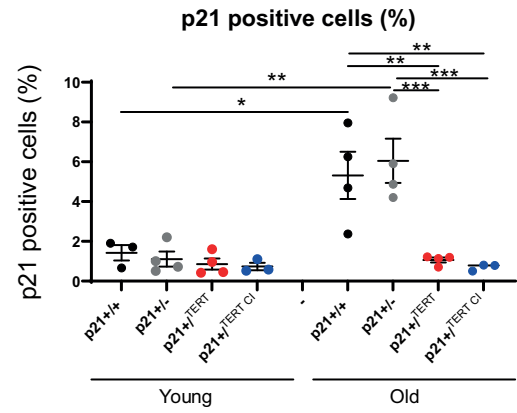 p21 positive cells (%)
** 
**
** ***
* ***
p21 positive cells (%)
10
8
6
4
2
0
p21+/+
p21+/-
p21+/TERT
p21+/TERT CI
-
p21+/+
p21+/-
p21+/TERT
p21+/TERT CI
Young Old